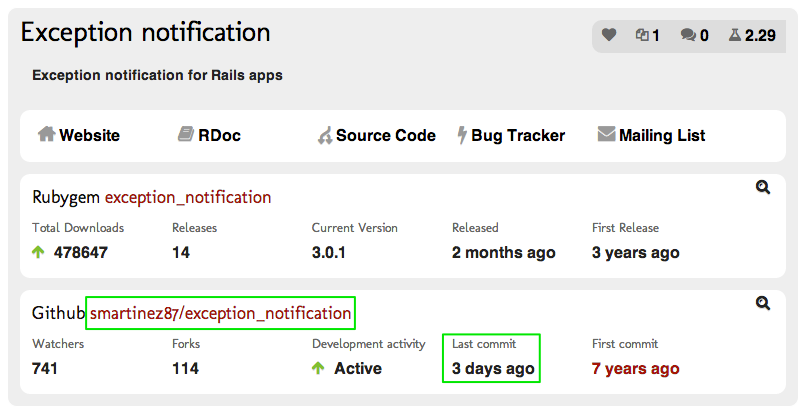 Exception notification
1 0 2.29
Exception notification for Rails apps
Website RDoc Source Code Bug Tracker Mailing List
Rubygem exception_notification
Total Downloads Releases Current Version Released First Release
478647 14 3.0.1 2 months ago 3 years ago
Github smartinez87/exception_notification
Watchers Forks Development activity Last commit First commit
741 114 Active 3 days ago 7 years ago